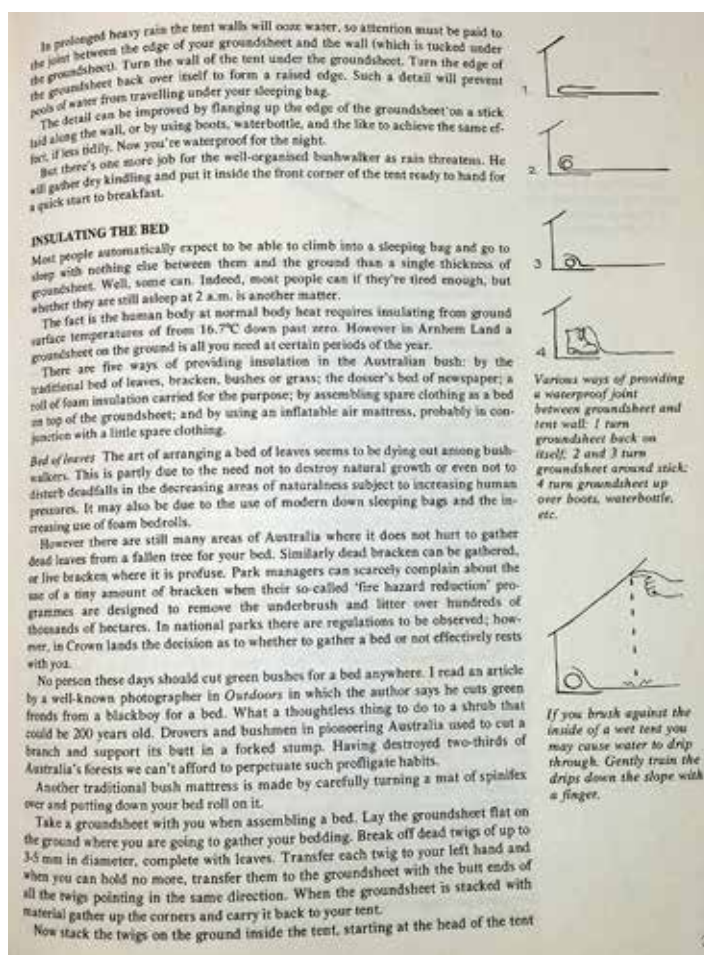 In prolonged heavy rain the tent walls will ooze water, so attention must be paid to
the joint between the edge of your groundsheet and the wall (which is tucked under
the groundsheet). Turn the wall of the tent under the groundsheet. Turn the edge of
the groundsheet back over itself to form a raised edge. Such a detail will prevent
pools of water from travelling under your sleeping bag.
The detail can be improved by flanging up the edge of the groundsheet on a stick
laid along the wall, or by using boots, waterbottle, and the like to achieve the same ef-
fect, if less tidily. Now you're waterproof for the night.
But there's one more job for the well-organised bushwalker as rain threatens. He
will gather dry kindling and put it inside the front corner of the tent ready to hand for
a quick start to breakfast.
INSULATING THE BED
Most people automatically expect to be able to climb into a sleeping bag and go to
sleep with nothing else between them and the ground than a single thickness of
groundsheet. Well, some can. Indeed, most people can if they're tired enough, but
whether they are still asleep at 2 a.m. is another matter.
The fact is the human body at normal body heat requires insulating from ground
surface temperatures of from 16.7°C down past zero. However in Arnhem Land a
groundsheet on the ground is all you need at certain periods of the year.
There are five ways of providing insulation in the Australian bush: by the
traditional bed of leaves, bracken, bushes or grass; the dosser's bed of newspaper; a
roll of foam insulation carried for the purpose; by assembling spare clothing as a bed
on top of the groundsheet; and by using an inflatable air mattress, probably in con-
junction with a little spare clothing.
Bed of leaves The art of arranging a bed of leaves seems to be dying out among bush-
walkers. This is partly due to the need not to destroy natural growth or even not to
disturb deadfalls in the decreasing areas of naturalness subject to increasing human
pressures. It may also be due to the use of modern down sleeping bags and the in-
creasing use of foam bedrolls.
However there are still many areas of Australia where it does not hurt to gather
dead leaves from a fallen tree for your bed. Similarly dead bracken can be gathered,
or live bracken where it is profuse. Park managers can scarcely complain about the
use of a tiny amount of bracken when their so-called 'fire hazard reduction' pro-
grammes are designed to remove the underbrush and litter over hundreds of
thousands of hectares. In national parks there are regulations to be observed; how-
ever, in Crown lands the decision as to whether to gather a bed or not effectively rests
with you.
No person these days should cut green bushes for a bed anywhere. I read an article
by a well-known photographer in Outdoors in which the author says he cuts green
fronds from a blackboy for a bed. What a thoughtless thing to do to a shrub that
could be 200 years old. Drovers and bushmen in pioneering Australia used to cut a
branch and support its butt in a forked stump. Having destroyed two-thirds of
Australia's forests we can't afford to perpetuate such profligate habits.
Another traditional bush mattress is made by carefully turning a mat of spinifex
over and putting down your bed roll on it.
Take a groundsheet with you when assembling a bed. Lay the groundsheet flat on
the ground where you are going to gather your bedding. Break off dead twigs of up to
3-5 mm in diameter, complete with leaves. Transfer each twig to your left hand and
when you can hold no more, transfer them to the groundsheet with the butt ends of
all the twigs pointing in the same direction. When the groundsheet is stacked with
material gather up the corners and carry it back to your tent.
Now stack the twigs on the ground inside the tent, starting at the head of the tent
1.
2
3
4
Various ways of providing
a waterproof joint
between groundsheet and
tent wall: 1 turn
groundsheet back on
itself; 2 and 3 turn
groundsheet around stick;
4 turn groundsheet up
over boots, waterbottle,
etc.
If you brush against the
inside of a wet tent you
may cause water to drip
through. Gently train the
drips down the slope with
a finger.